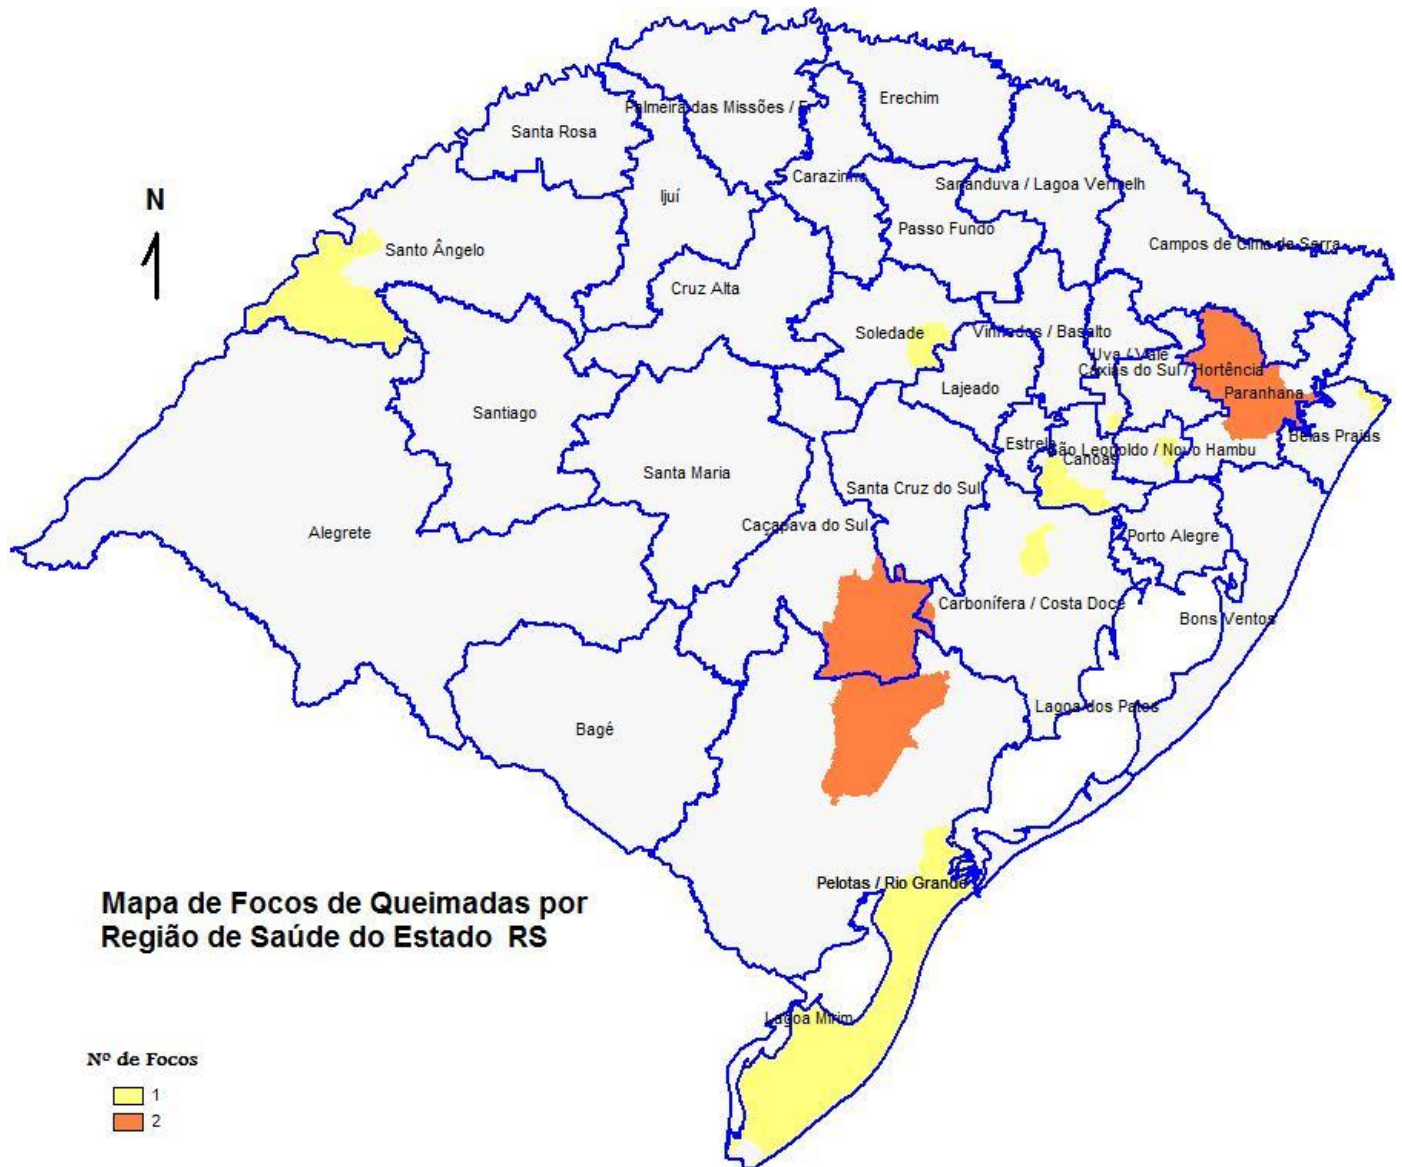 Erechim
Palmeira das Missões / Fr
Santa Rosa
Carazinho
Sananduva / Lagoa Vermelh
Ijuí
N
Passo Fundo
Campos de Cima da Serra
Santo Ângelo
Cruz Alta
Soledade
Vinhedos / Basalto
Uva / Vale
Caxias do Sul / Hortência
Lajeado
Paranhana
Santiago
Belas Praias
Estrela
São Leopoldo / Novo Hambu
Canoas
Santa Maria
Santa Cruz do Sul
Caçapava do Sul
Alegrete
Porto Alegre
Carbonífera / Costa Doce
Bons Ventos
Lagoa dos Patos
Bagé
Pelotas / Rio Grande
Mapa de Focos de Queimadas por
Região de Saúde do Estado RS
Lagoa Mirim
Nº de Focos
1
2